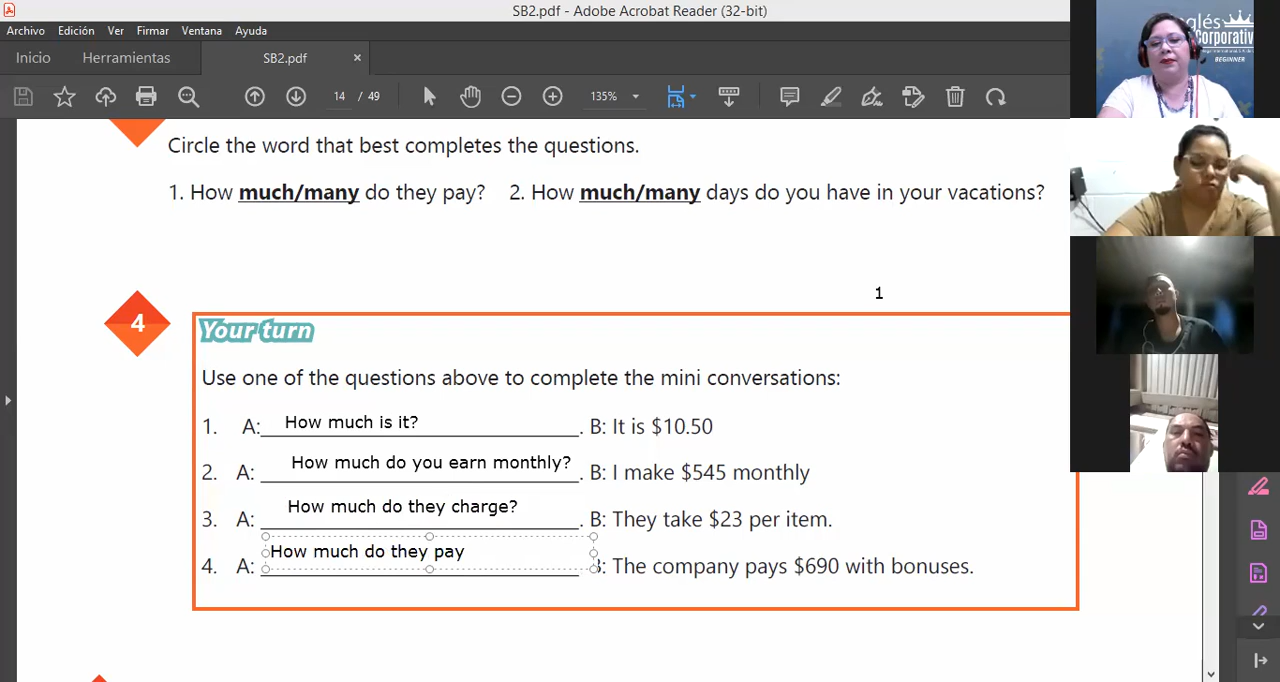 SB2.pdf - Adobe Acrobat Reader (32-bit)
Archivo Edición Ver Firmar Ventana Ayuda
Inicio Herramientas SB2.pdf ×
14 / 49 135%
Circle the word that best completes the questions.
1. How much/many do they pay? 2. How much/many days do you have in your vacations?
1
4
Your turn
Use one of the questions above to complete the mini conversations:
1. A: How much is it? . B: It is $10.50
2. A: How much do you earn monthly? . B: I make $545 monthly
3. A: How much do they charge? . B: They take $23 per item.
4. A: How much do they pay : The company pays $690 with bonuses.
BEGINNER